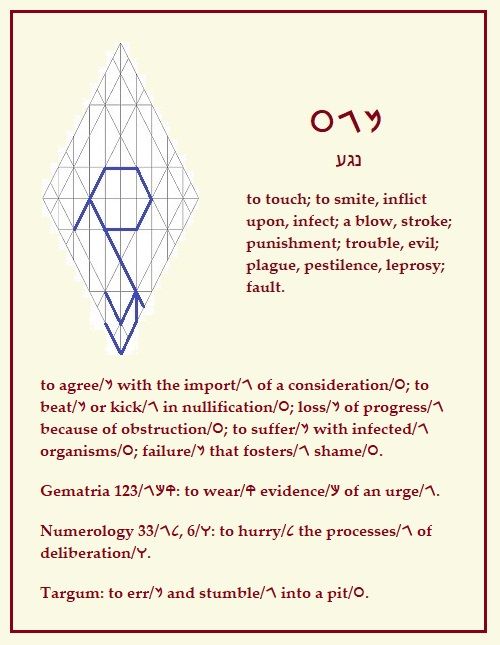 𐤍𐤂𐤏
נגע
to touch; to smite, inflict
upon, infect; a blow, stroke;
punishment; trouble, evil;
plague, pestilence, leprosy;
fault.
to agree/𐤍 with the import/𐤂 of a consideration/𐤏; to
beat/𐤍 or kick/𐤂 in nullification/𐤏; loss/𐤍 of progress/𐤂
because of obstruction/𐤏; to suffer/𐤍 with infected/𐤂
organisms/𐤏; failure/𐤍 that fosters/𐤂 shame/𐤏.
Gematria 123/𐤒𐤊𐤂: to wear/𐤒 evidence/𐤊 of an urge/𐤂.
Numerology 33/𐤋𐤂, 6/𐤅: to hurry/𐤋 the processes/𐤂 of
deliberation/𐤅.
Targum: to err/𐤍 and stumble/𐤂 into a pit/𐤏.